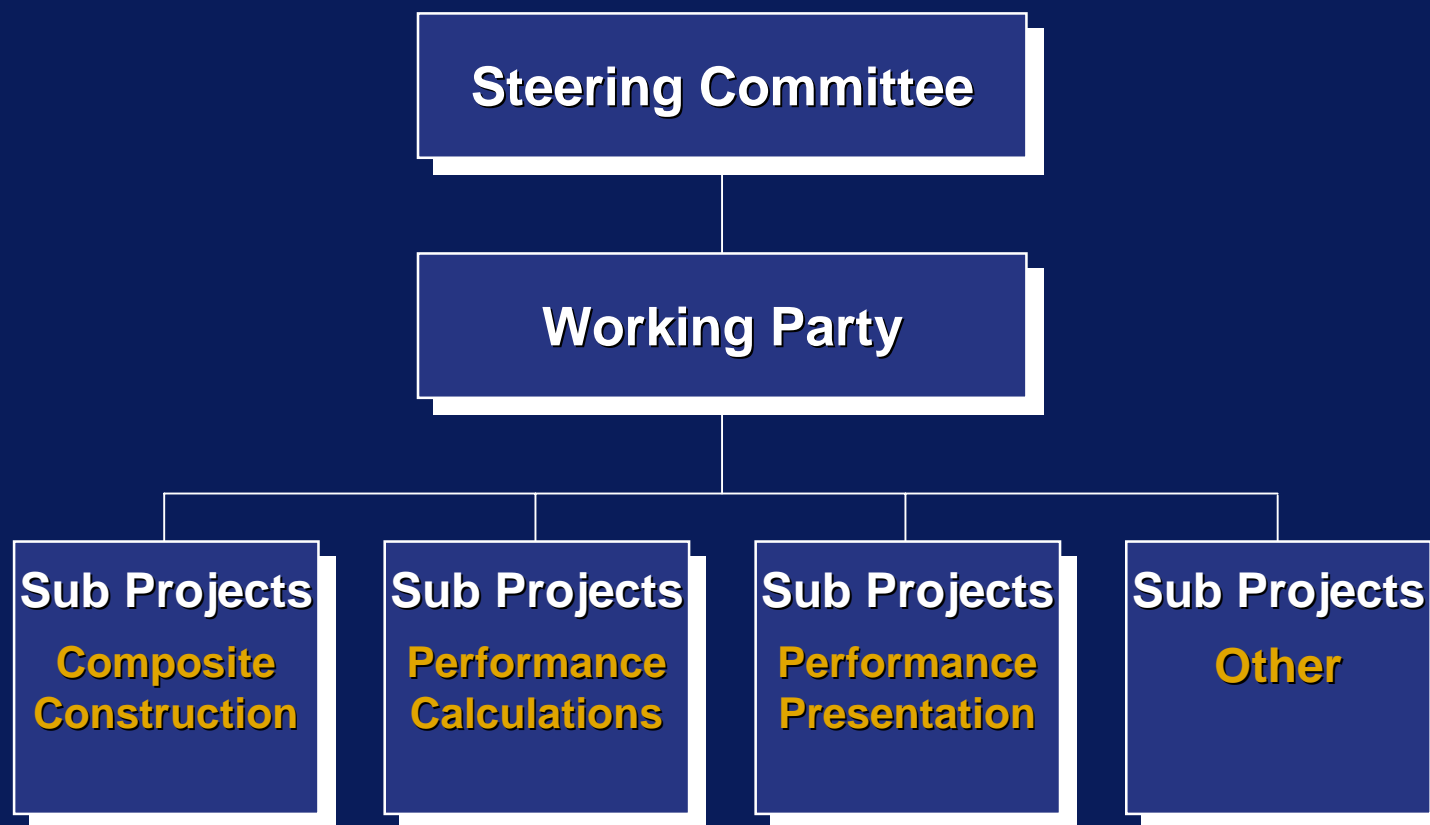 Steering Committee
Working Party
Sub Projects
Composite
Construction
Sub Projects
Performance
Calculations
Sub Projects
Performance
Presentation
Sub Projects
Other